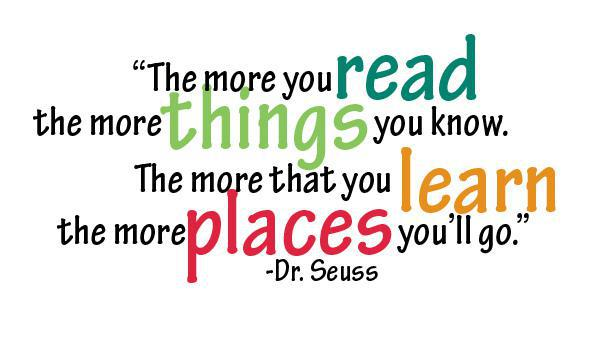 “The more you read
the more things you know.
The more that you learn
the more places you’ll go.”
-Dr. Seuss